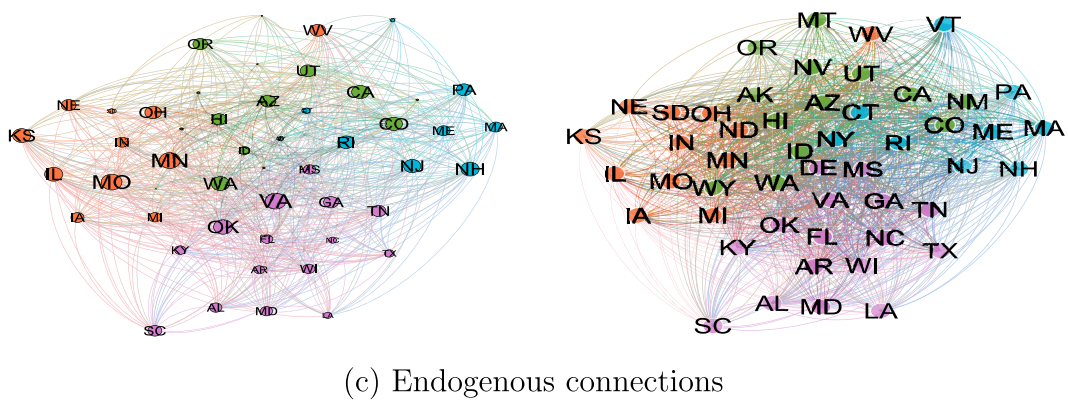 WV
OR
UT
CA
PA
NE
OH
AZ
HI
CO
ME
MA
KS
IN
RI
MN
ID
MS
NJ
NH
IL
MO
WA
VA
GA
TN
IA
MI
OK
FL
NC
KY
TX
AR
WI
AL
MD
SC
MT
WV
VT
OR
NV
UT
AK
AZ
CA
NM
PA
NE
SD
OH
HI
CT
CO
ME
MA
KS
IN
ND
NY
RI
ID
MN
DE
MS
NJ
NH
IL
MO
WY
WA
VA
GA
TN
IA
MI
OK
FL
NC
KY
TX
AR
WI
AL
MD
LA
SC
(c) Endogenous connections